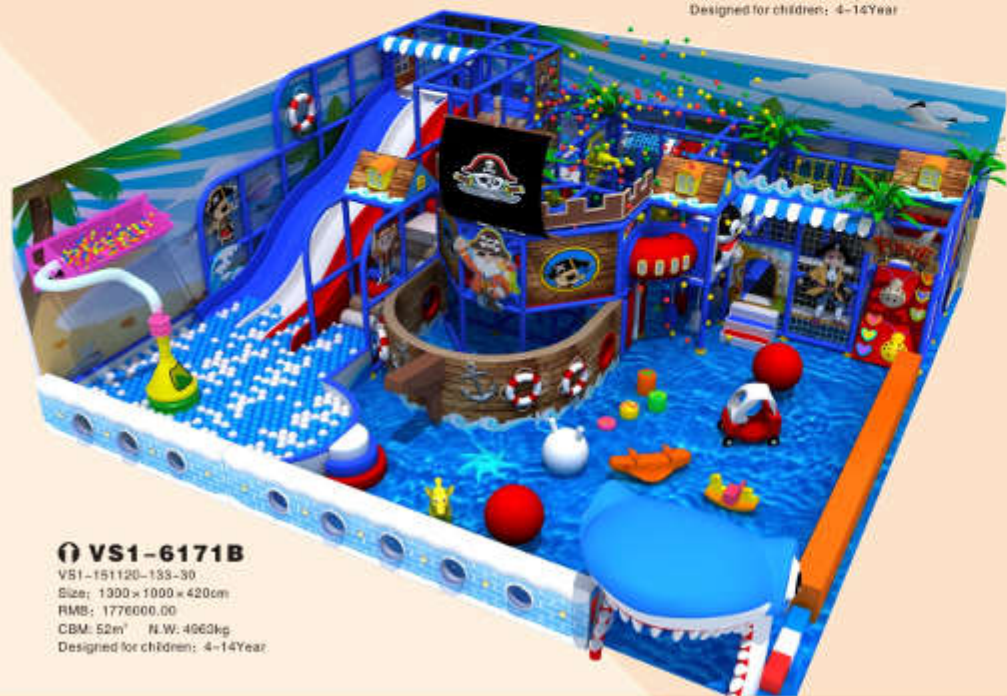 Designed for children: 4-14Year
VS1-6171B
VS1-151120-133-30
Size: 1300×1000×420cm
RMB: 1776000.00
CBM: 52m³ N.W: 4963kg
Designed for children: 4-14Year